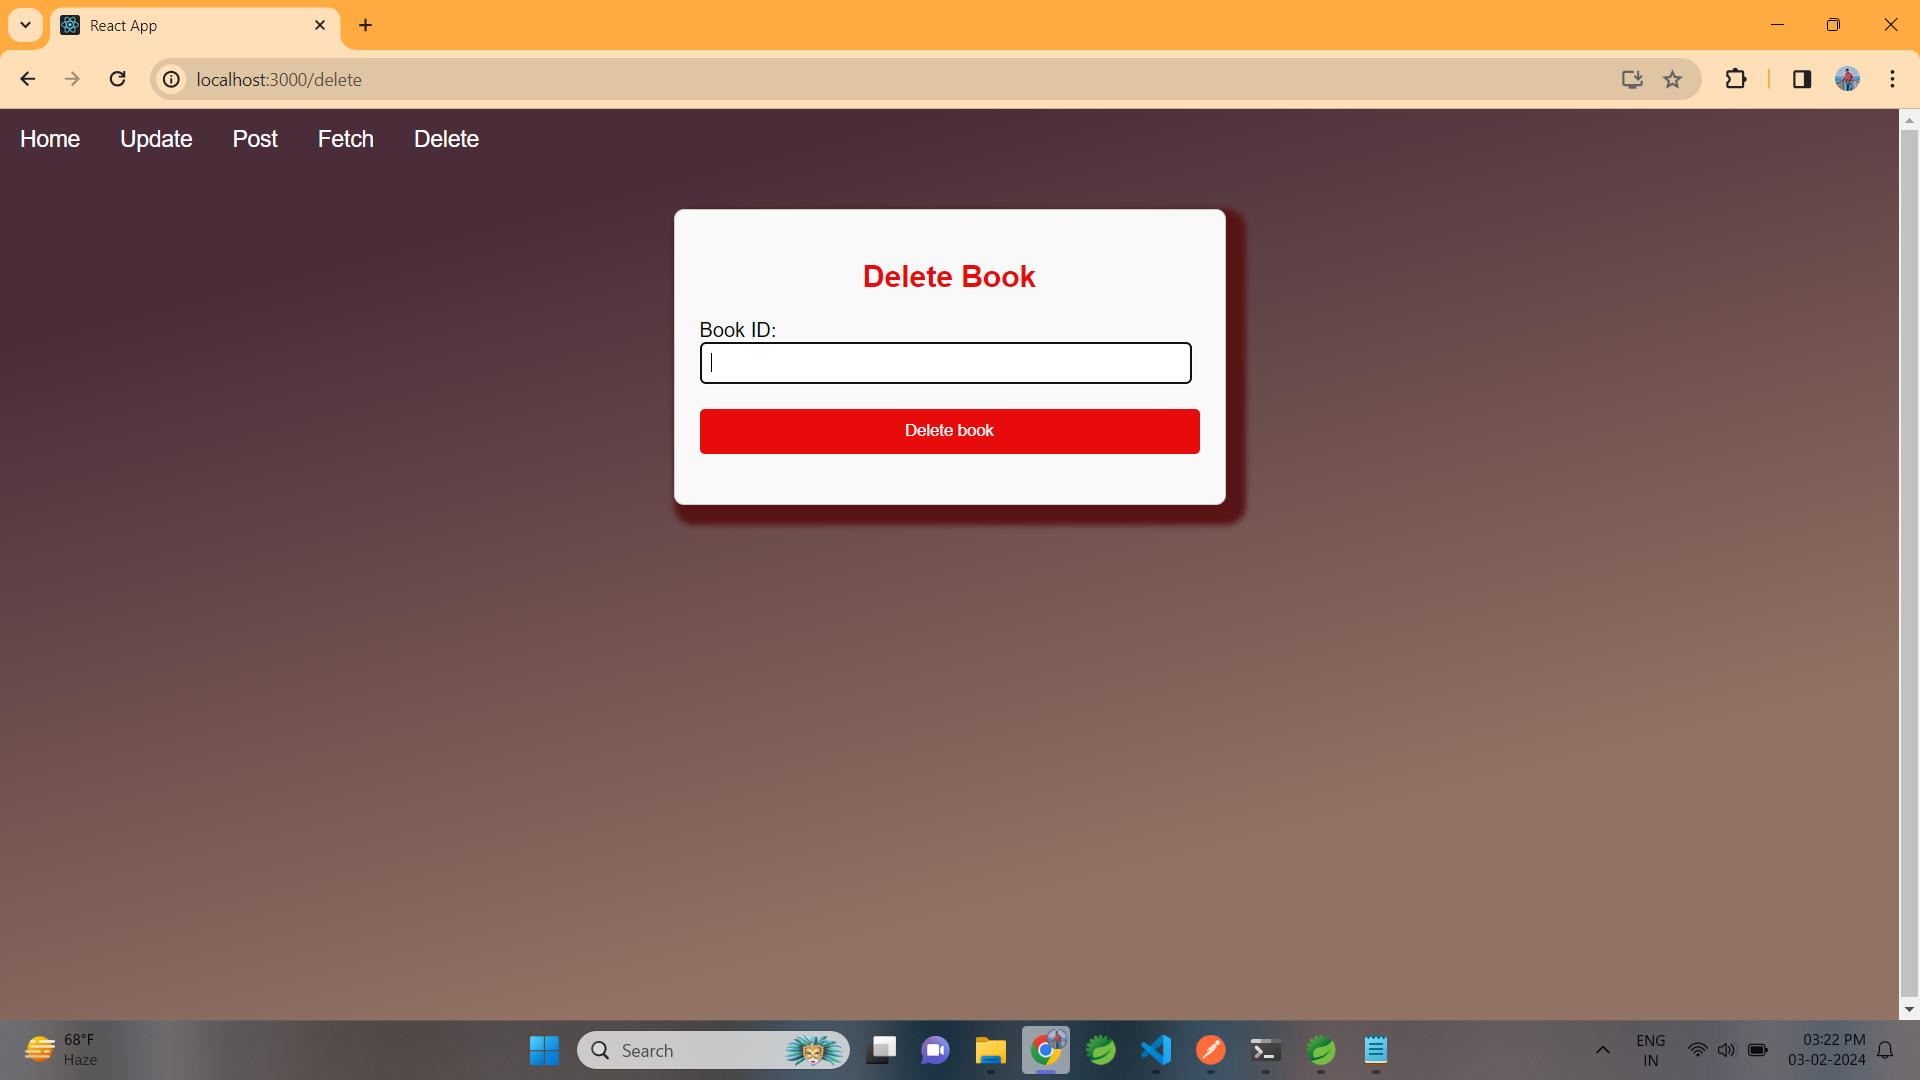 React App
localhost:3000/delete
Home Update Post Fetch Delete
Delete Book
Book ID:
Delete book
68°F
Haze
Search
ENG
IN
03:22 PM
03-02-2024